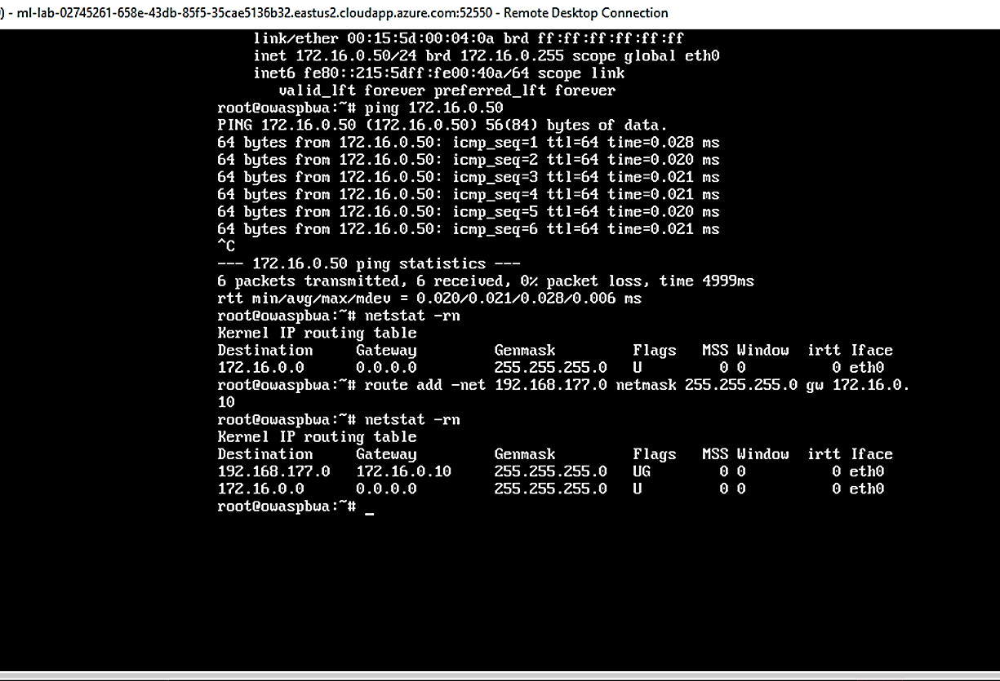 ) - ml-lab-02745261-658e-43db-85f5-35cae5136b32.eastus2.cloudapp.azure.com:52550 - Remote Desktop Connection
link/ether 00:15:5d:00:04:0a brd ff:ff:ff:ff:ff:ff
inet 172.16.0.50/24 brd 172.16.0.255 scope global eth0
inet6 fe80::215:5dff:fe00:40a/64 scope link
valid_lft forever preferred_lft forever
root@owaspbwa:~# ping 172.16.0.50
PING 172.16.0.50 (172.16.0.50) 56(84) bytes of data.
64 bytes from 172.16.0.50: icmp_seq=1 ttl=64 time=0.028 ms
64 bytes from 172.16.0.50: icmp_seq=2 ttl=64 time=0.020 ms
64 bytes from 172.16.0.50: icmp_seq=3 ttl=64 time=0.021 ms
64 bytes from 172.16.0.50: icmp_seq=4 ttl=64 time=0.021 ms
64 bytes from 172.16.0.50: icmp_seq=5 ttl=64 time=0.020 ms
64 bytes from 172.16.0.50: icmp_seq=6 ttl=64 time=0.021 ms
^C
--- 172.16.0.50 ping statistics ---
6 packets transmitted, 6 received, 0% packet loss, time 4999ms
rtt min/avg/max/mdev = 0.020/0.021/0.028/0.006 ms
root@owaspbwa:~# netstat -rn
Kernel IP routing table
Destination Gateway Genmask Flags MSS Window irtt Iface
172.16.0.0 0.0.0.0 255.255.255.0 U 0 0 0 eth0
root@owaspbwa:~# route add -net 192.168.177.0 netmask 255.255.255.0 gw 172.16.0.
10
root@owaspbwa:~# netstat -rn
Kernel IP routing table
Destination Gateway Genmask Flags MSS Window irtt Iface
192.168.177.0 172.16.0.10 255.255.255.0 UG 0 0 0 eth0
172.16.0.0 0.0.0.0 255.255.255.0 U 0 0 0 eth0
root@owaspbwa:~# _